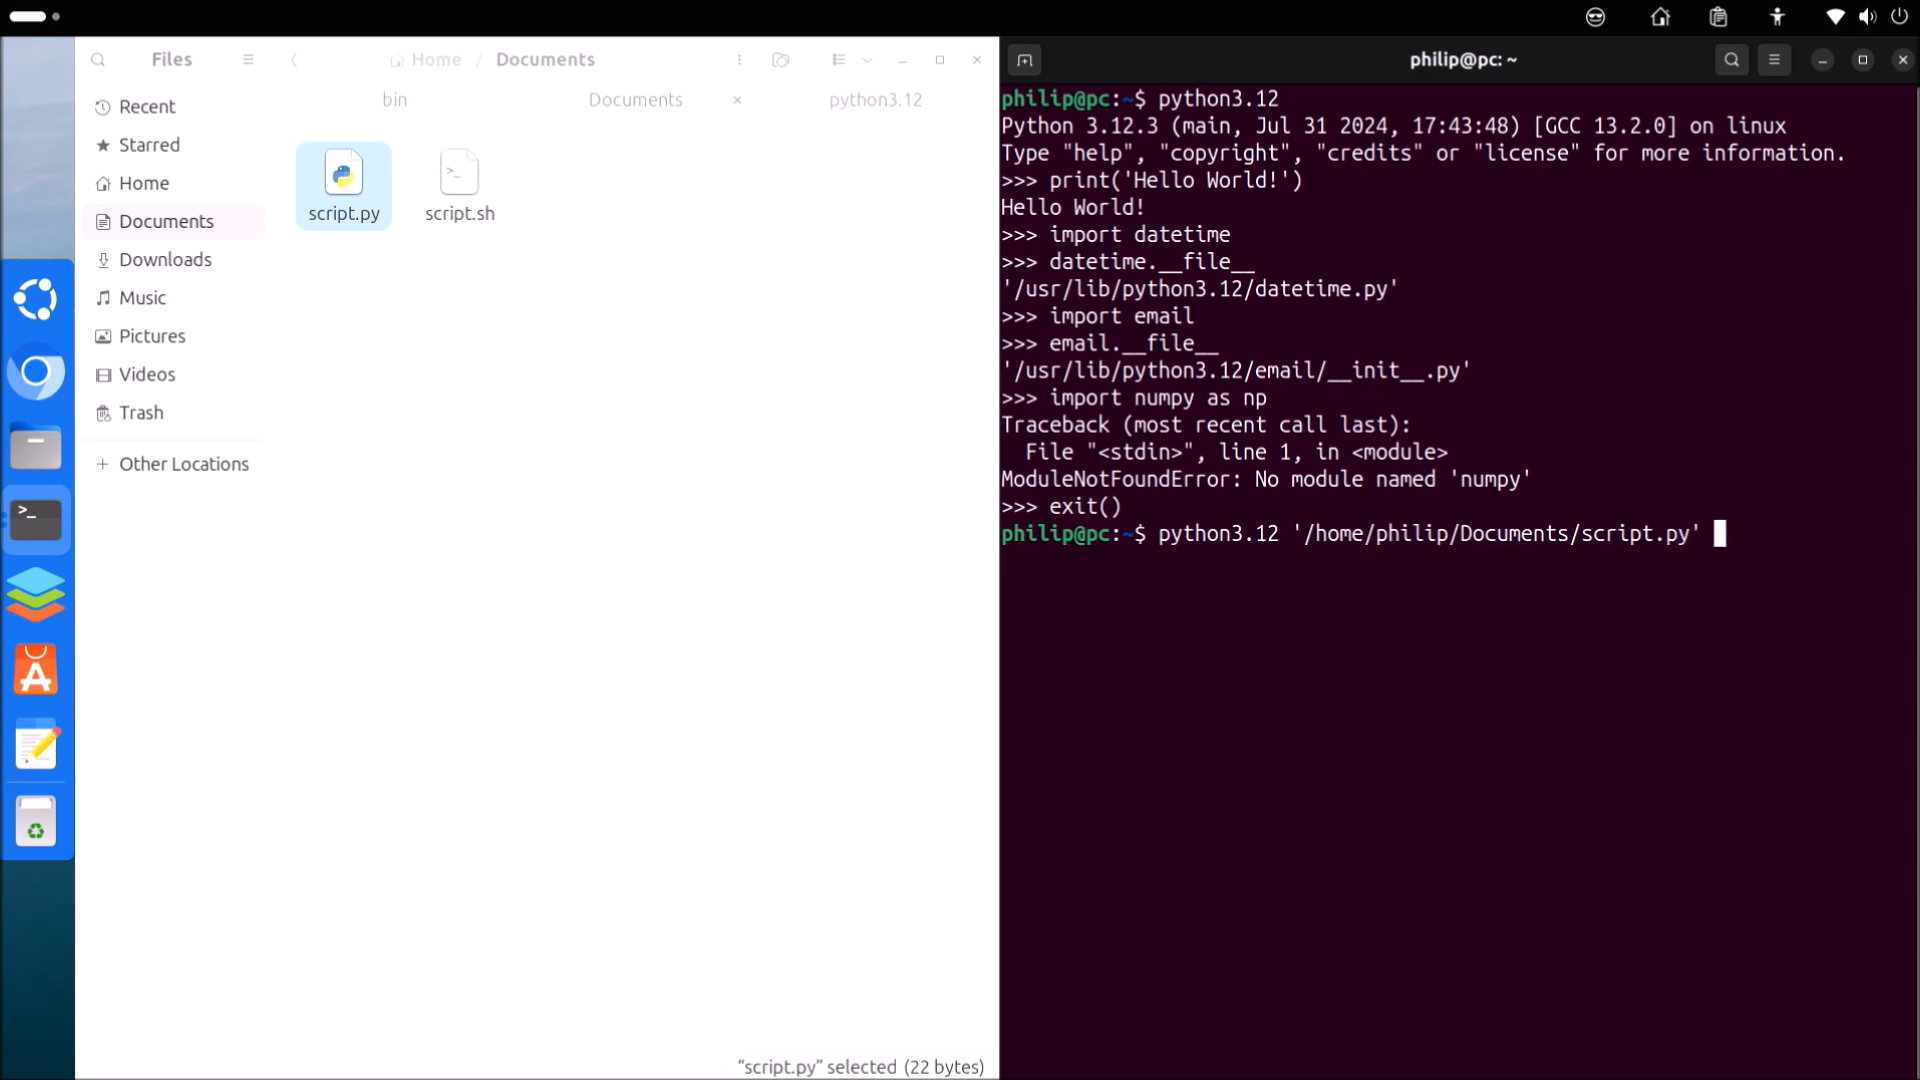 Files
Home / Documents
bin
Documents
python3.12
Recent
Starred
Home
Documents
Downloads
Music
Pictures
Videos
Trash
Other Locations
script.py
script.sh
"script.py" selected (22 bytes)
philip@pc: ~
philip@pc:~$ python3.12
Python 3.12.3 (main, Jul 31 2024, 17:43:48) [GCC 13.2.0] on linux
Type "help", "copyright", "credits" or "license" for more information.
>>> print('Hello World!')
Hello World!
>>> import datetime
>>> datetime.__file__
'/usr/lib/python3.12/datetime.py'
>>> import email
>>> email.__file__
'/usr/lib/python3.12/email/__init__.py'
>>> import numpy as np
Traceback (most recent call last):
  File "<stdin>", line 1, in <module>
ModuleNotFoundError: No module named 'numpy'
>>> exit()
philip@pc:~$ python3.12 '/home/philip/Documents/script.py'